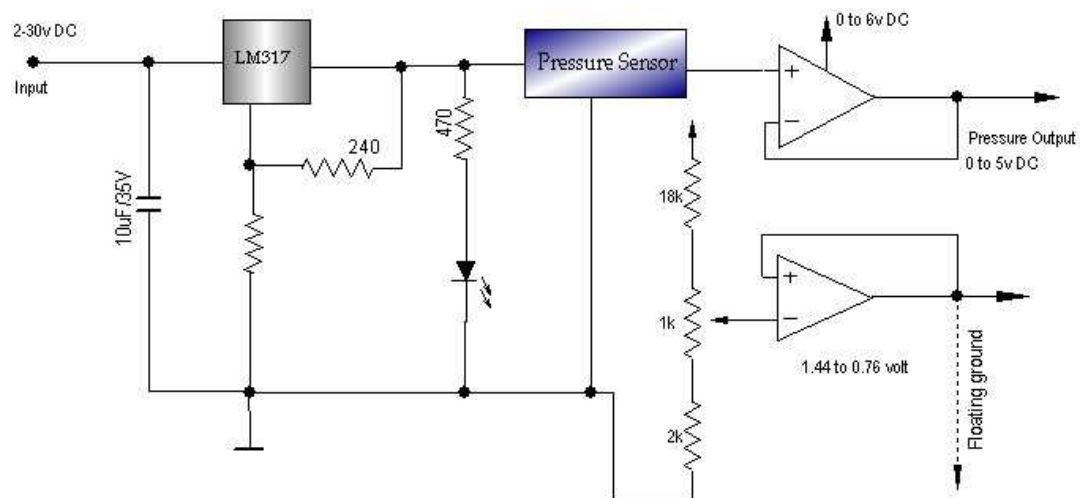 2-30v DC
Input
LM317
240
470
10uF/35V
Pressure Sensor
0 to 6v DC
+
−
Pressure Output
0 to 5v DC
18k
1k
2k
+
−
1.44 to 0.76 volt
Floating ground